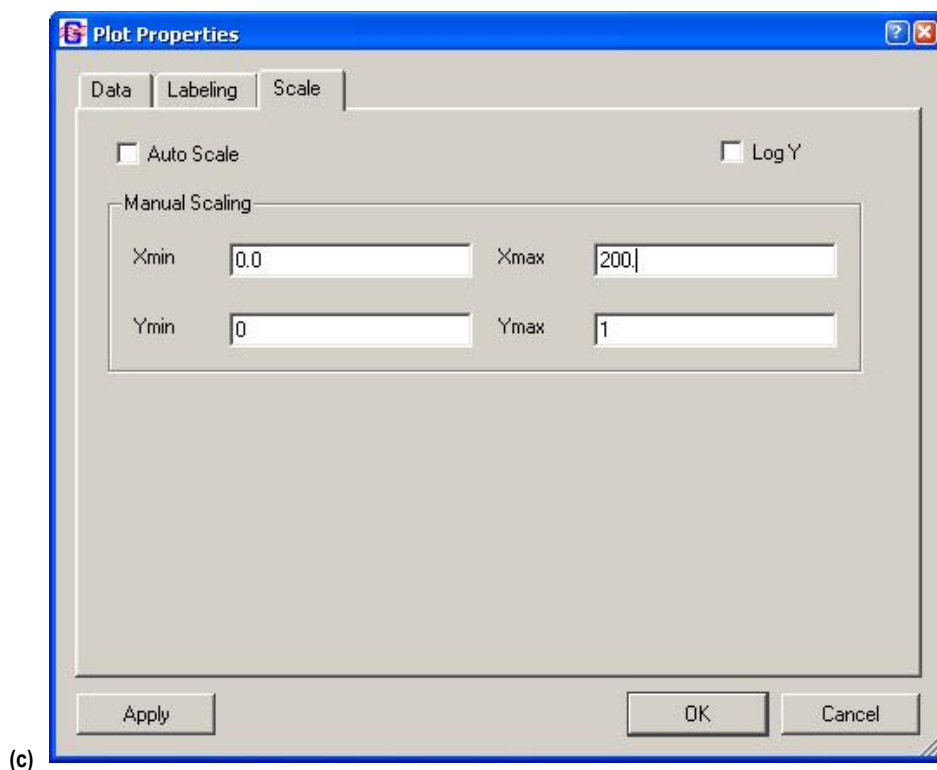 Plot Properties
Data Labeling Scale
Auto Scale Log Y
Manual Scaling
Xmin 0.0 Xmax 200.
Ymin 0 Ymax 1
Apply OK Cancel
(c)